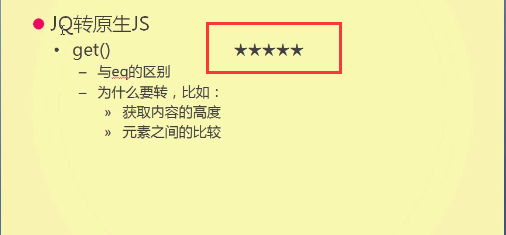 JQ转原生JS
• get() ★★★★★
– 与eq的区别
– 为什么要转，比如：
» 获取内容的高度
» 元素之间的比较